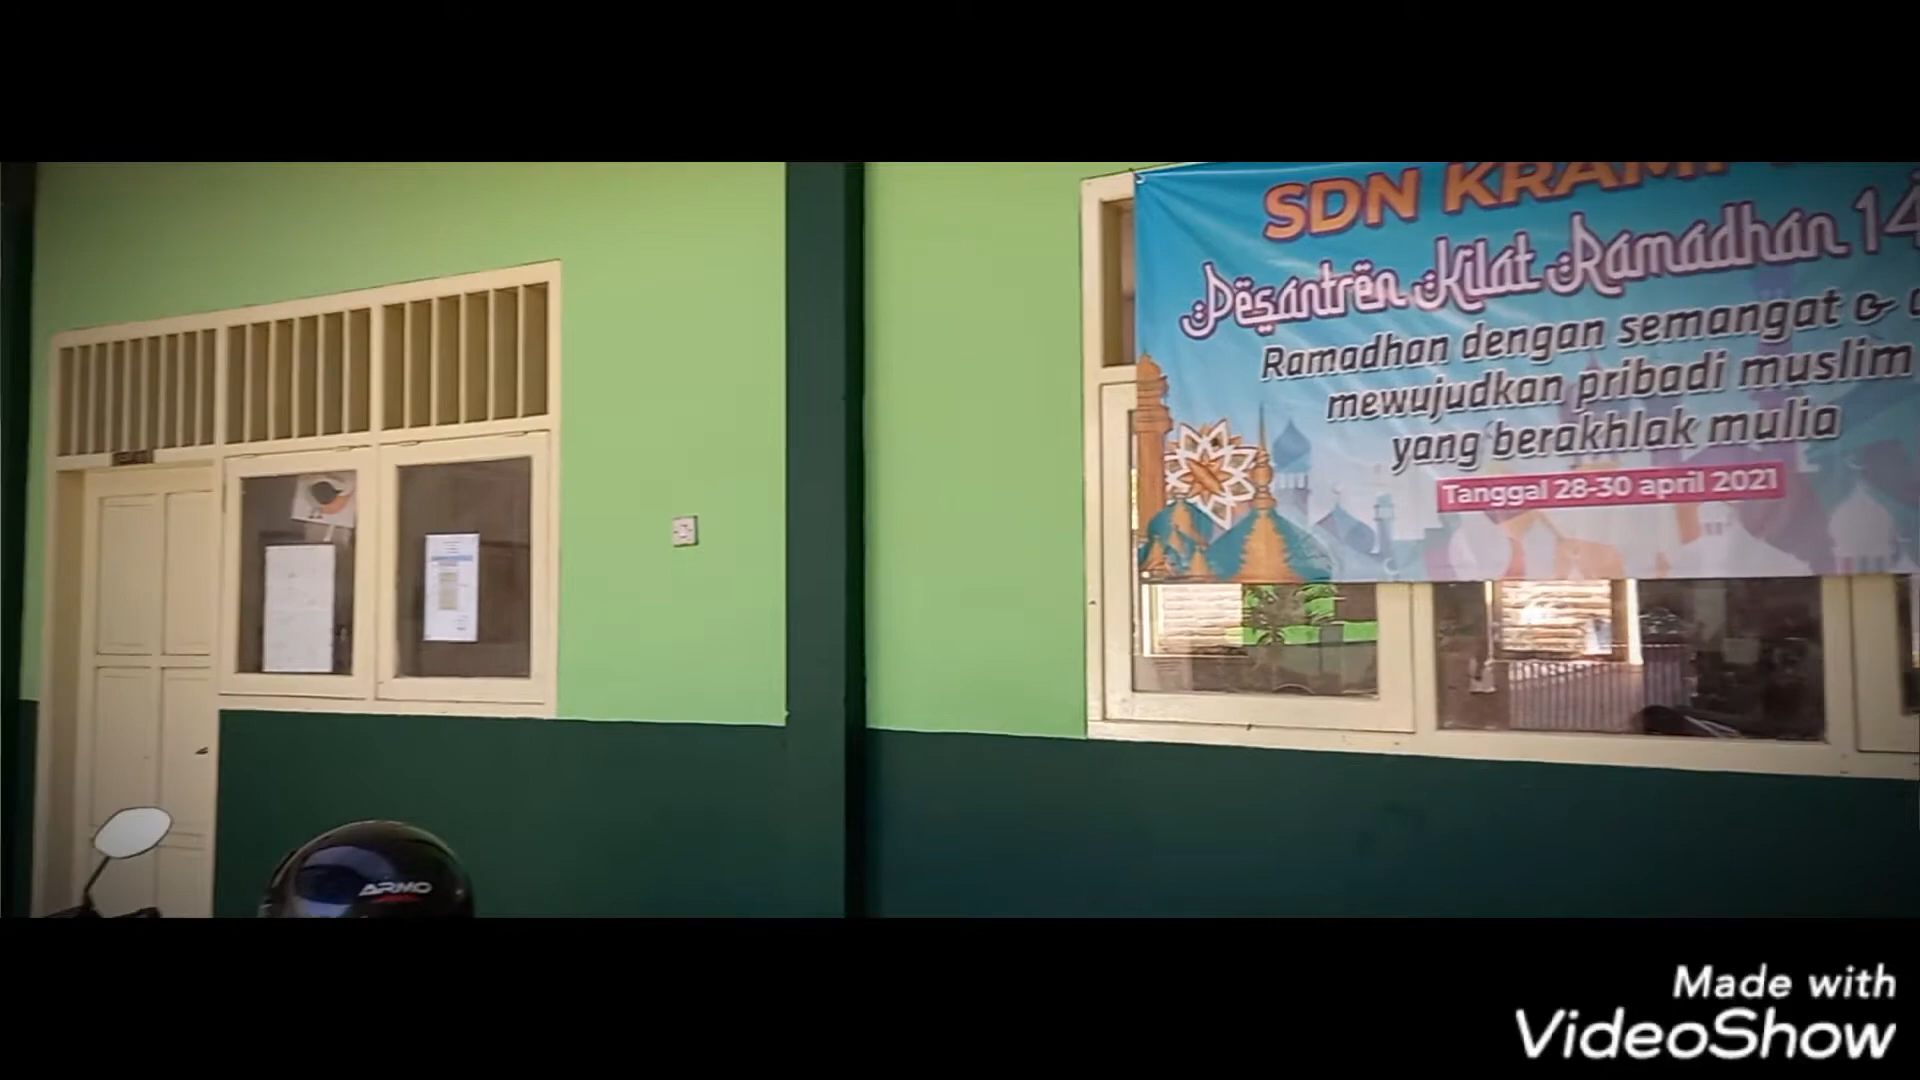 SDN
Pesantren Kilat Ramadhan 14
Ramadhan dengan semangat &
mewujudkan pribadi muslim
yang berakhlak mulia
Tanggal 28-30 april 2021
ARMO
Made with
VideoShow